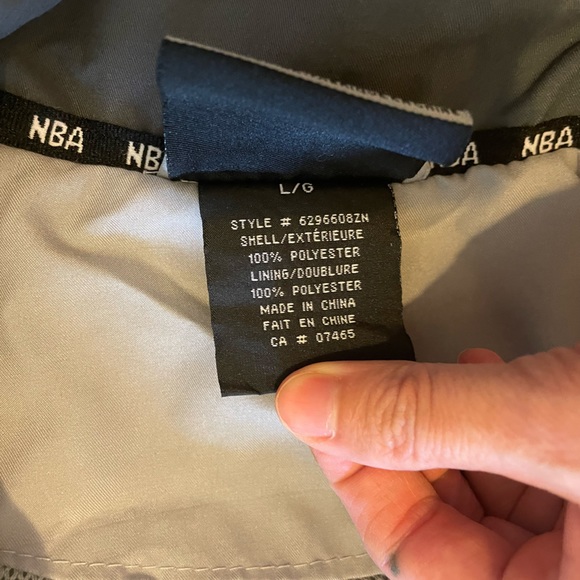 NBA NBA NBA
L/G
STYLE # 6296608ZN
SHELL/EXTÉRIEURE
100% POLYESTER
LINING/DOUBLURE
100% POLYESTER
MADE IN CHINA
FAIT EN CHINE
CA # 07465